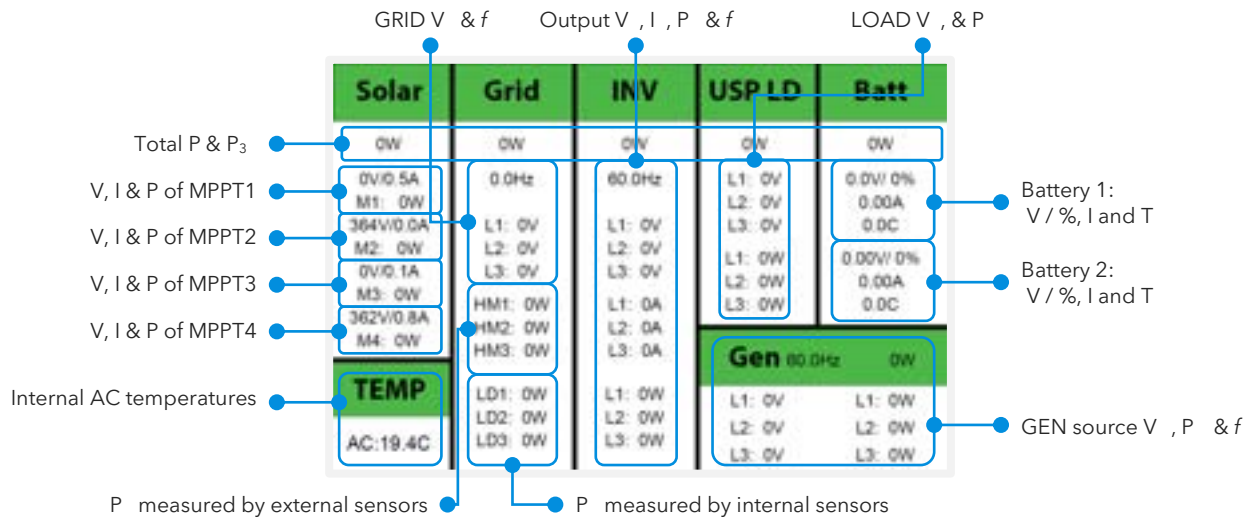 GRID V & f
Output V , I , P & f
LOAD V , & P
Solar
Grid
INV
USP LD
Batt
Total P & P₃
0W
0W
0W
0W
0W
V, I & P of MPPT1
0V/0.5A
M1: 0W
V, I & P of MPPT2
364V/0.0A
M2: 0W
V, I & P of MPPT3
0V/0.1A
M3: 0W
V, I & P of MPPT4
362V/0.8A
M4: 0W
Internal AC temperatures
TEMP
AC:19.4C
0.0Hz
L1: 0V
L2: 0V
L3: 0V
HM1: 0W
HM2: 0W
HM3: 0W
LD1: 0W
LD2: 0W
LD3: 0W
60.0Hz
L1: 0V
L2: 0V
L3: 0V
L1: 0A
L2: 0A
L3: 0A
L1: 0W
L2: 0W
L3: 0W
L1: 0V
L2: 0V
L3: 0V
L1: 0W
L2: 0W
L3: 0W
0.0V/ 0%
0.00A
0.0C
Battery 1:
V / %, I and T
0.00V/ 0%
0.00A
0.0C
Battery 2:
V / %, I and T
Gen 60.0Hz 0W
L1: 0V L1: 0W
L2: 0V L2: 0W
L3: 0V L3: 0W
GEN source V , P & f
P measured by external sensors
P measured by internal sensors